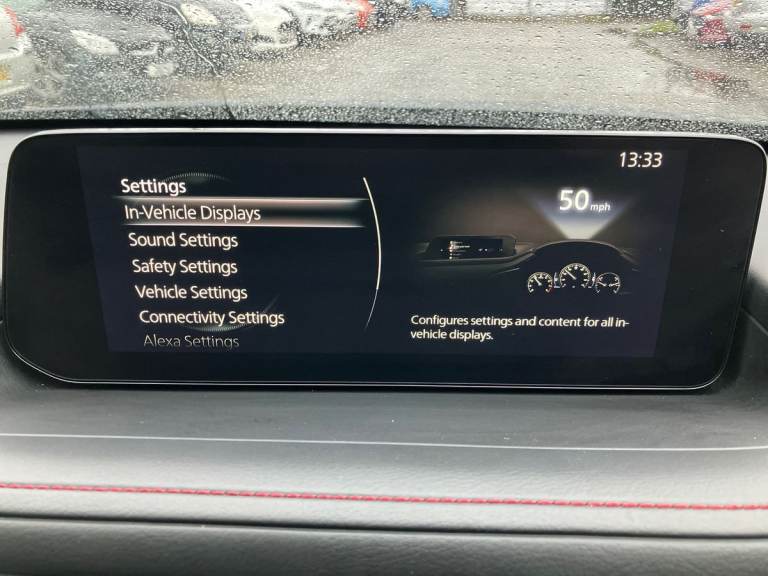 13:33
Settings
In-Vehicle Displays
Sound Settings
Safety Settings
Vehicle Settings
Connectivity Settings
Alexa Settings
50 mph
Configures settings and content for all in-
vehicle displays.